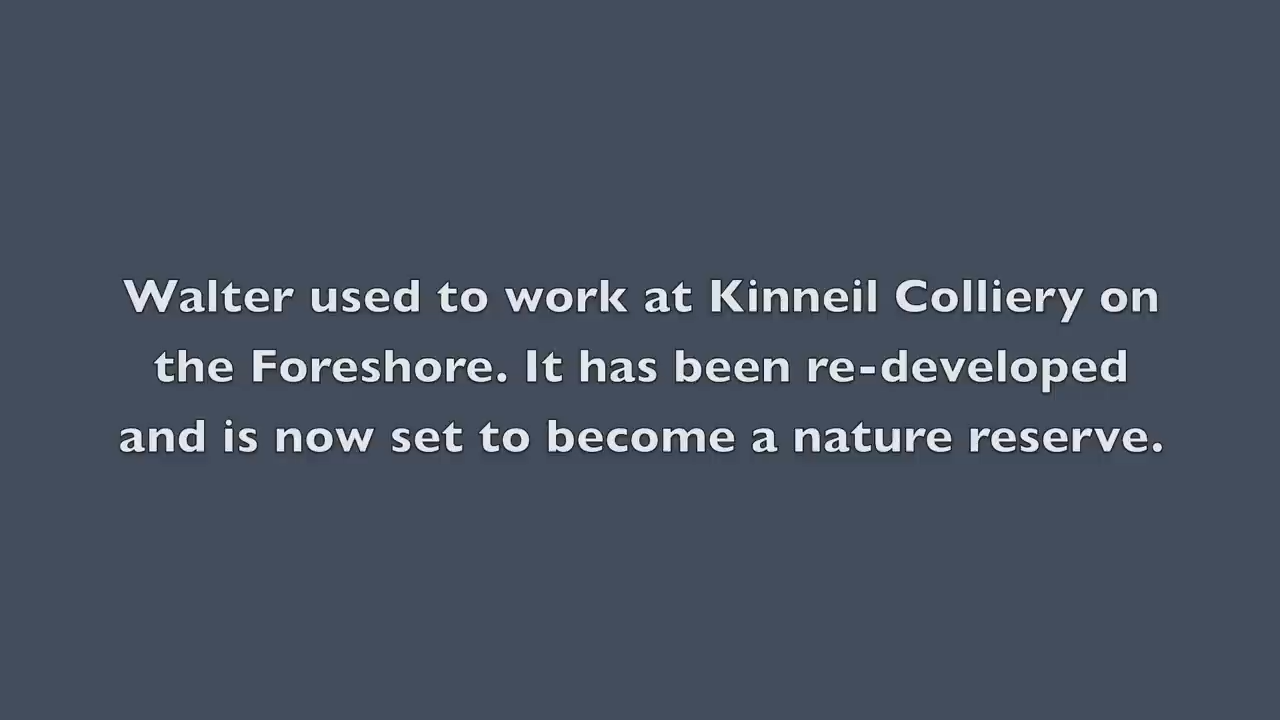 Walter used to work at Kinneil Colliery on
the Foreshore. It has been re-developed
and is now set to become a nature reserve.